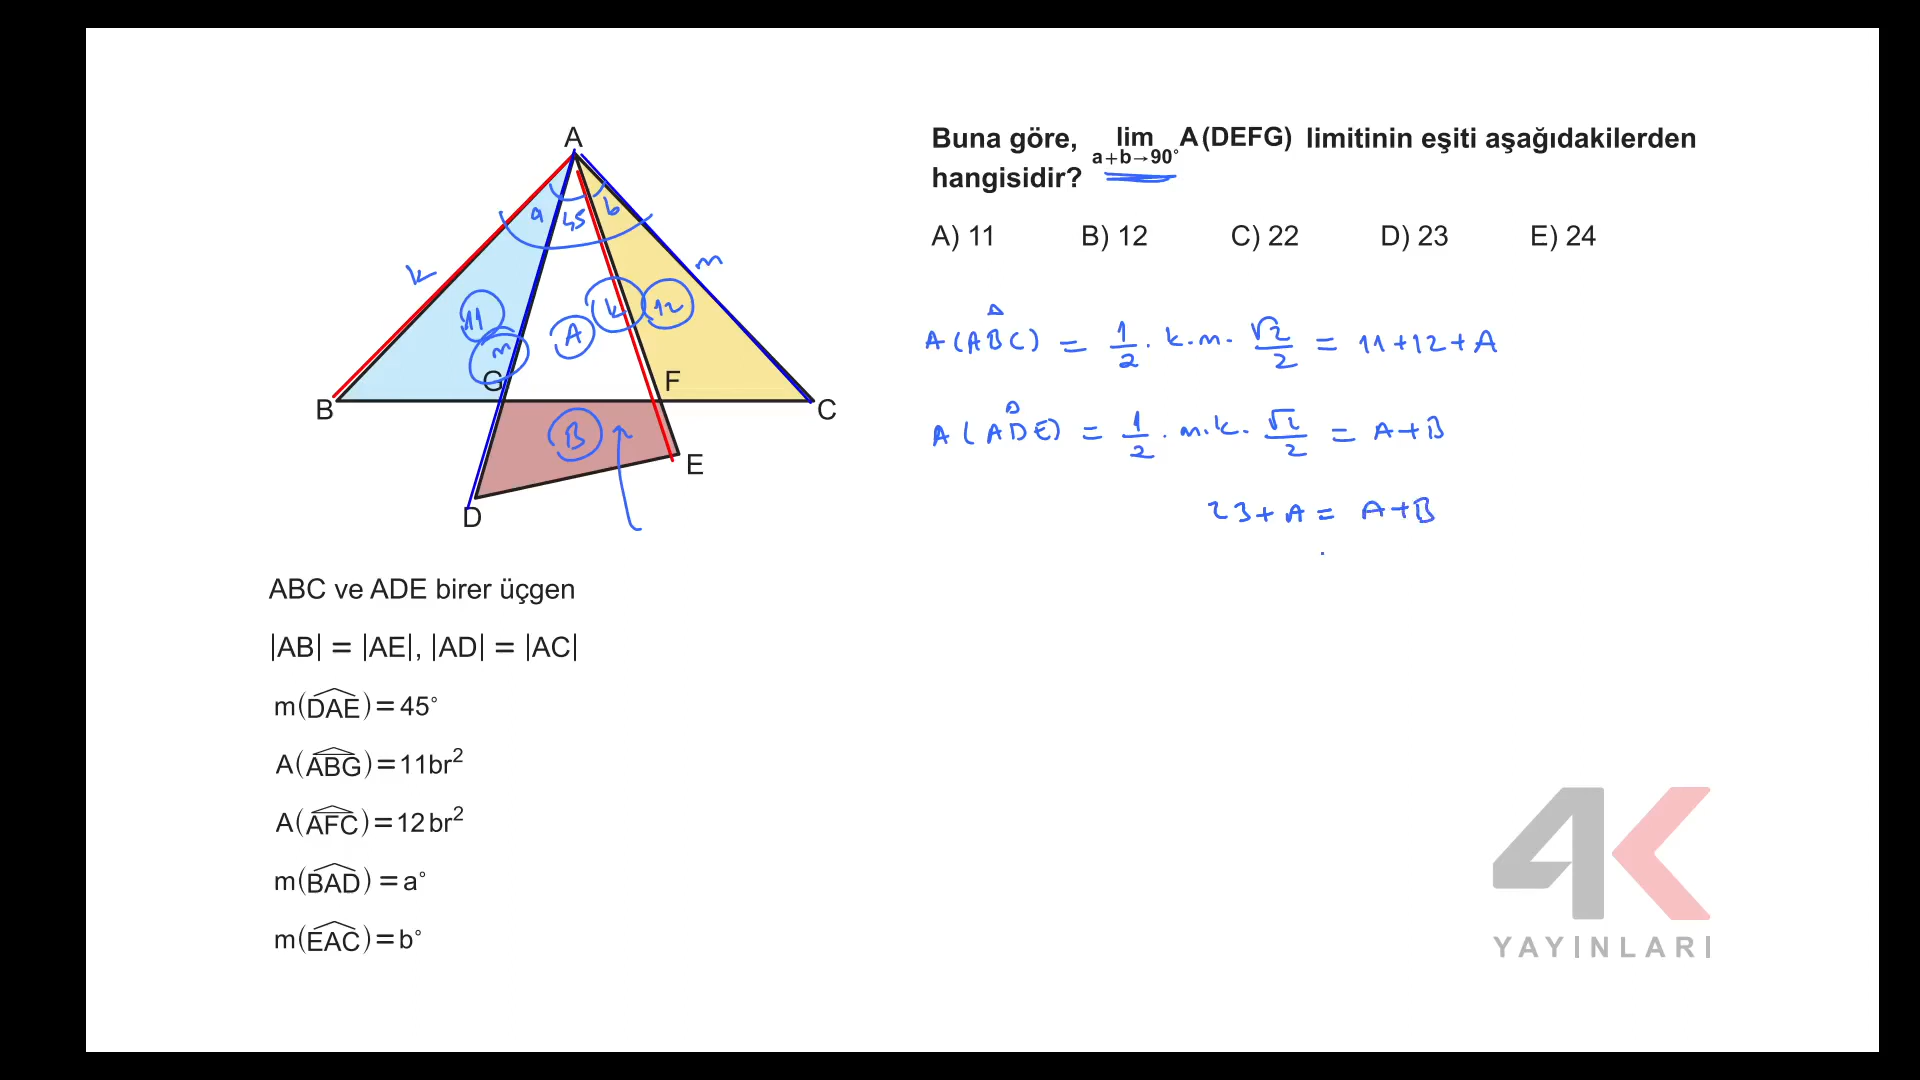 Buna göre, lim A(DEFG) limitinin eşiti aşağıdakilerden
a+b→90°
hangisidir?
A) 11 B) 12 C) 22 D) 23 E) 24
A
a 45 b
k
m
11
A
k
12
m
G
F
B
C
B
E
D
A(ABC) = 1/2 . k.m. √2/2 = 11+12+A
A(ADE) = 1/2 . m.k. √2/2 = A+B
23+A = A+B
ABC ve ADE birer üçgen
|AB| = |AE|, |AD| = |AC|
m(DAE) = 45°
A(ABG) = 11br²
A(AFC) = 12br²
m(BAD) = a°
m(EAC) = b°
4K
YAYINLARI